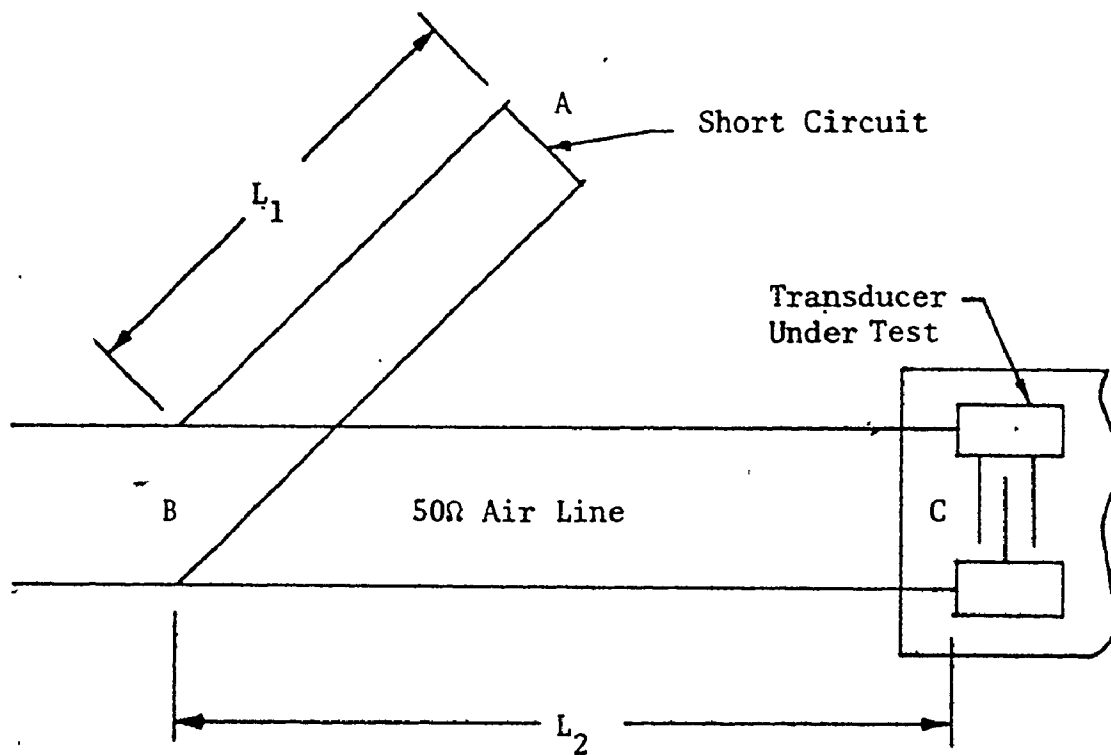 A
Short Circuit
L1
Transducer
Under Test
B
50Ω Air Line
C
L2